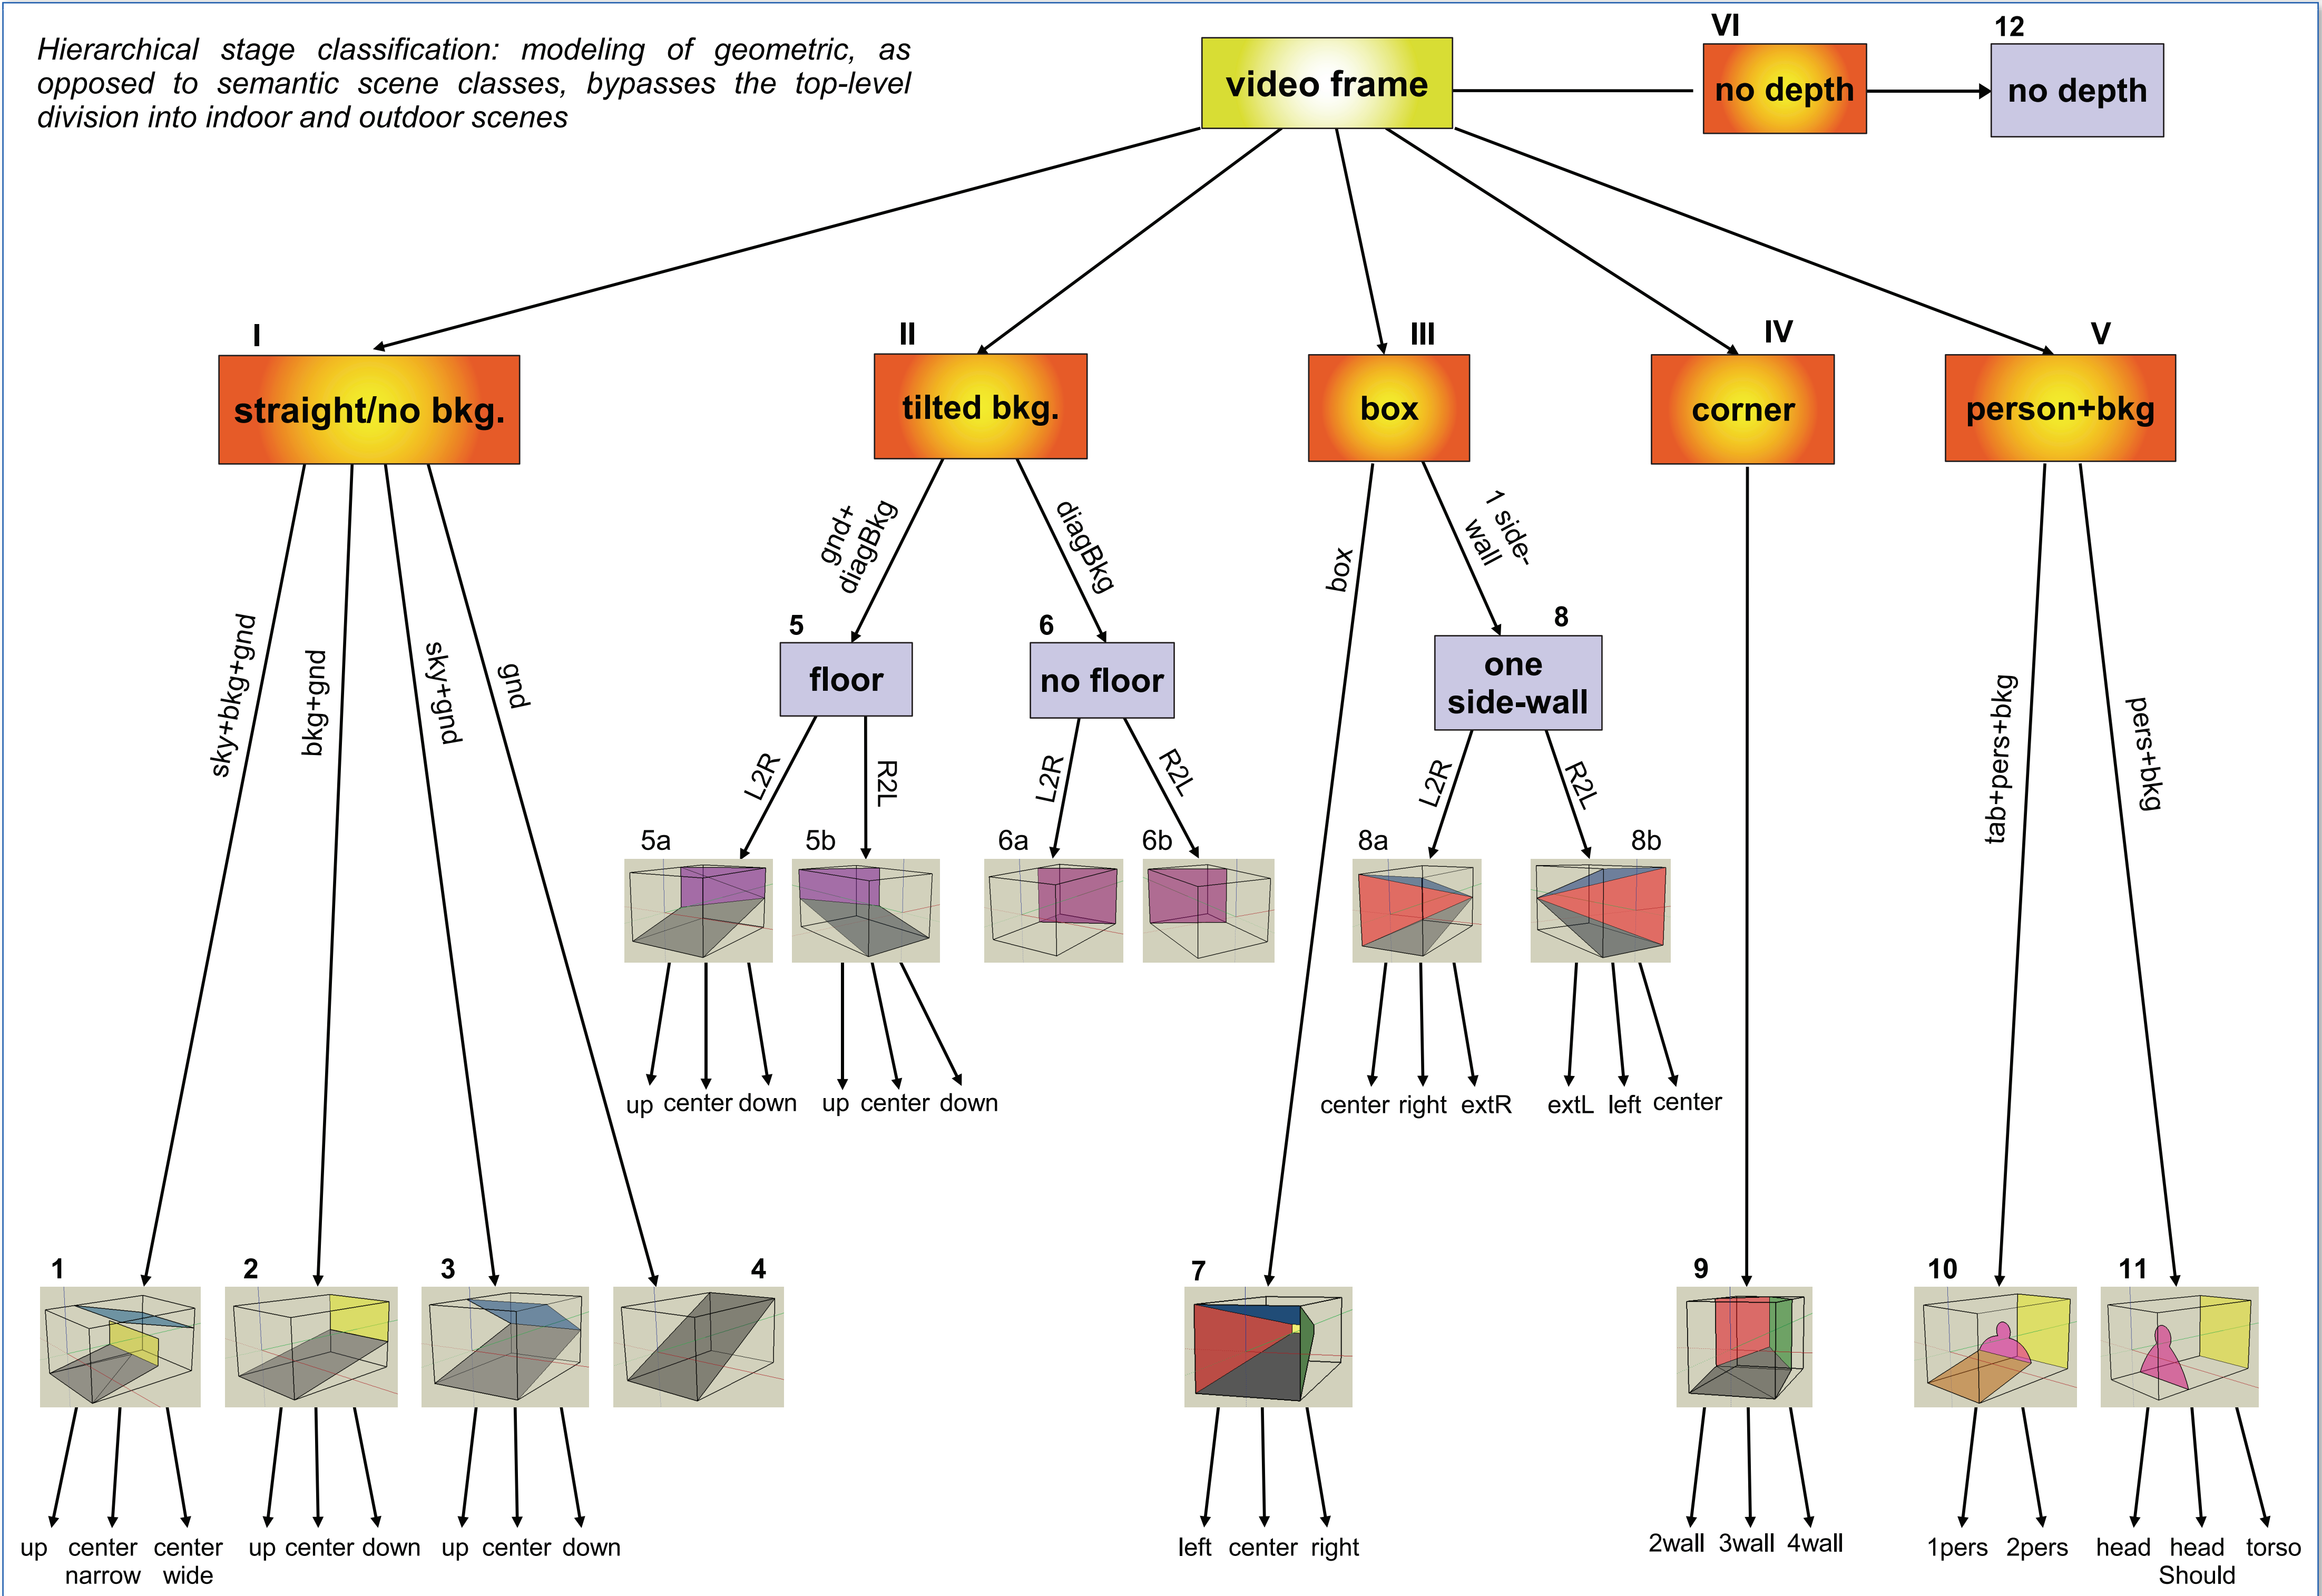 Hierarchical stage classification: modeling of geometric, as
opposed to semantic scene classes, bypasses the top-level
division into indoor and outdoor scenes
video frame
VI
no depth
12
no depth
I
straight/no bkg.
II
tilted bkg.
III
box
IV
corner
V
person+bkg
sky+bkg+gnd
bkg+gnd
sky+gnd
gnd
gnd+
diagBkg
diagBkg
box
1 side-
wall
tab+pers+bkg
pers+bkg
5
floor
6
no floor
8
one
side-wall
L2R
R2L
L2R
R2L
L2R
R2L
5a
5b
6a
6b
8a
8b
up center down
up center down
center right extR
extL left center
1
2
3
4
7
9
10
11
up
center
narrow
center
wide
up center down
up center down
left center right
2wall 3wall 4wall
1pers 2pers
head
head
Should
torso